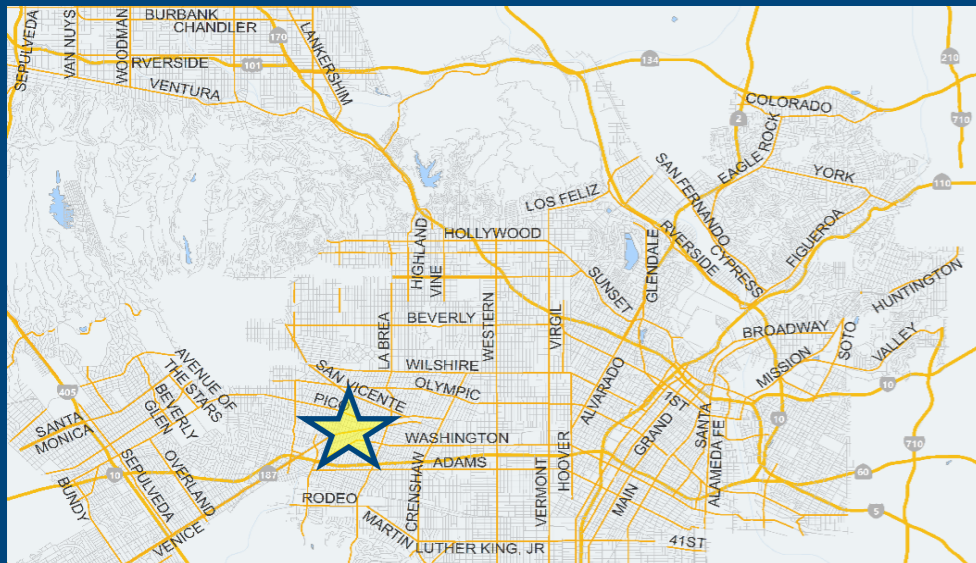 BURBANK
CHANDLER
SEPULVEDA
VAN NUYS
WOODMAN
LANKERSHIM
170
RVERSIDE
101
134
210
VENTURA
COLORADO
2
710
EAGLE ROCK
SAN FERNANDO
YORK
110
LOS FELIZ
HOLLYWOOD
HIGHLAND
VINE
RVERSIDE
CYPRESS
FIGUEROA
GLENDALE
SUNSET
HUNTINGTON
BEVERLY
LA BREA
WESTERN
VIRGIL
BROADWAY
SOTO
VALLEY
MISSION
WILSHIRE
SAN VICENTE
OLYMPIC
AVENUE OF
THE STARS
BEVERLY
GLEN
405
PICO
ALVARADO
1ST
10
SANTA
MONICA
WASHINGTON
ADAMS
GRAND
SANTA
FE
ALAMEDA
10
710
SEPULVEDA
OVERLAND
187
10
60
BUNDY
VENICE
RODEO
CRENSHAW
VERMONT
HOOVER
MAIN
5
MARTIN
LUTHER KING, JR
41ST